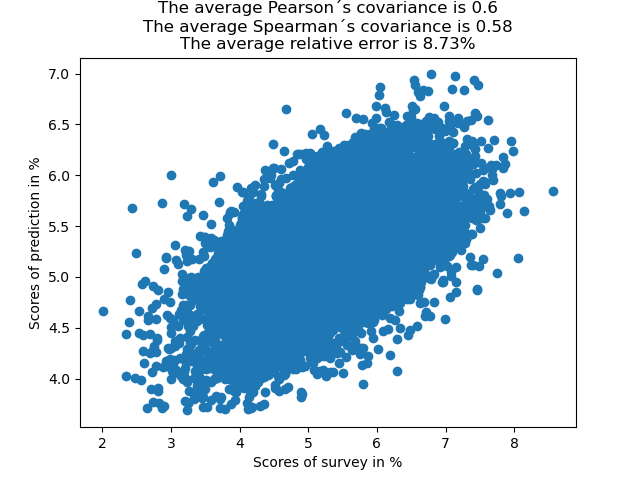 The average Pearson´s covariance is 0.6
The average Spearman´s covariance is 0.58
The average relative error is 8.73%
7.0
6.5
6.0
5.5
5.0
4.5
4.0
Scores of prediction in %
2 3 4 5 6 7 8
Scores of survey in %